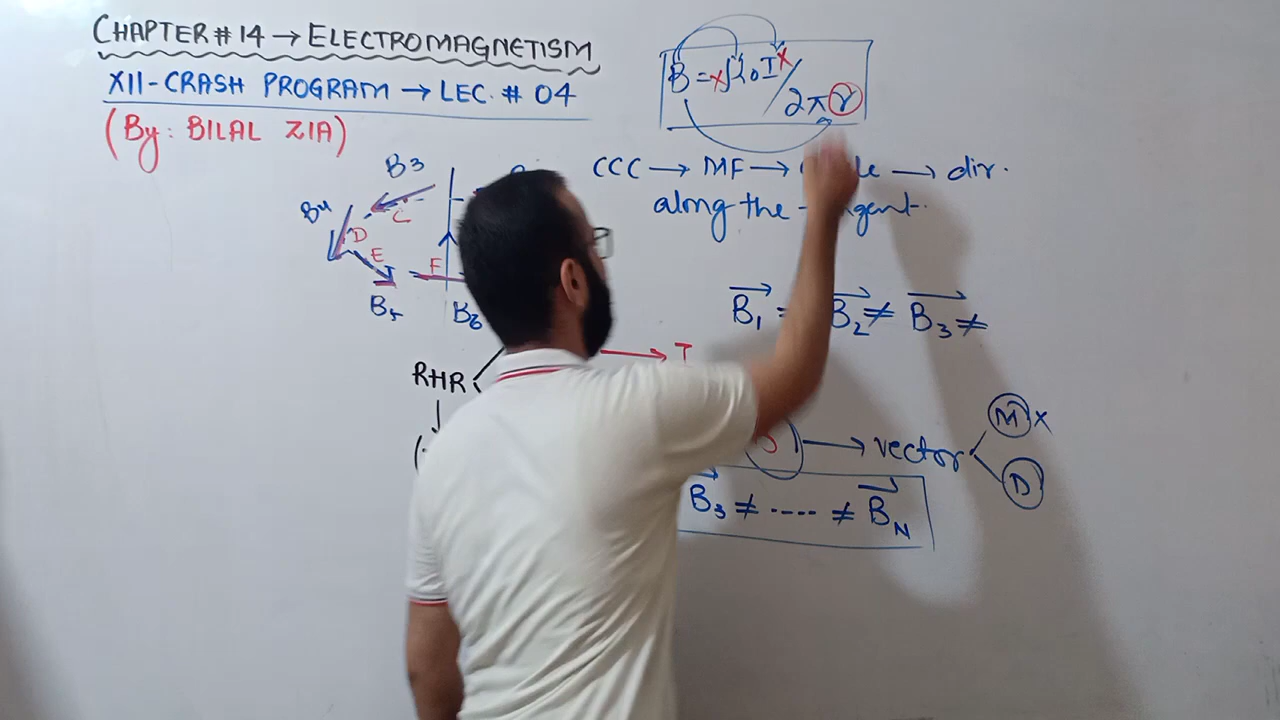 CHAPTER # 14 → ELECTROMAGNETISM
XII-CRASH PROGRAM → LEC. # 04
(By: BILAL ZIA)
B = μ₀I / 2πr
CCC → MF → → dir.
along the
B3
C
B4
D
E
F
B5
B6
B₁ B₂ ≠ B₃ ≠
RHR
I
→ vector
M x
D
B₃ ≠ ---- ≠ B_N